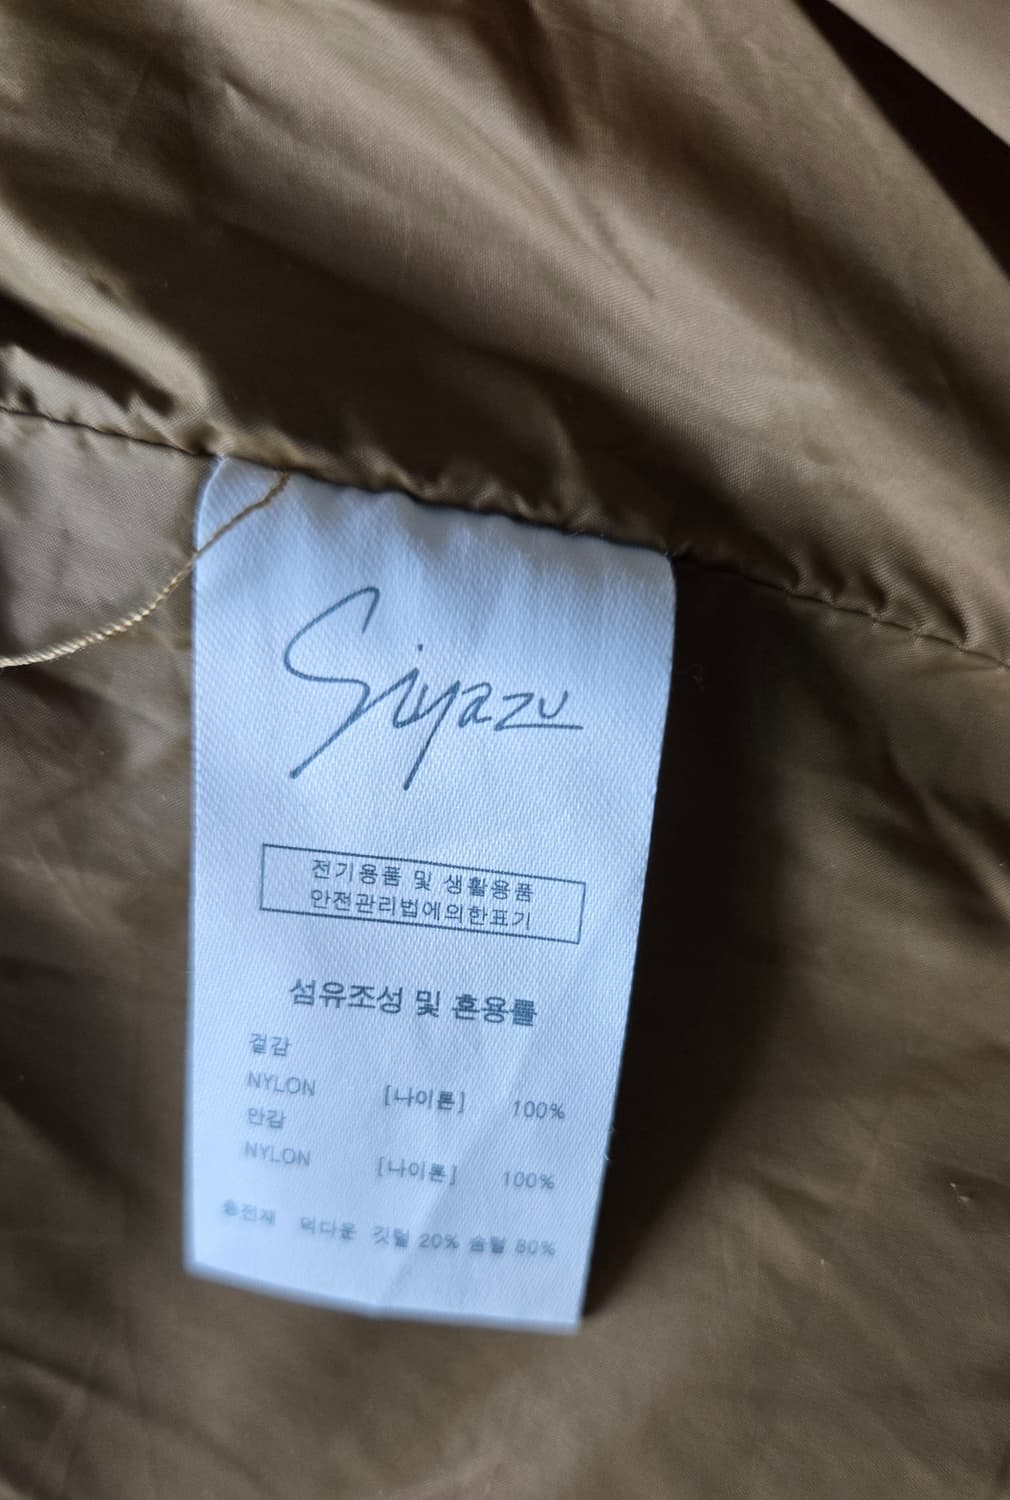 Siyazu
전기용품 및 생활용품
안전관리법에의한표기
섬유조성 및 혼용률
겉감
NYLON [나이론] 100%
안감
NYLON [나이론] 100%
충전재 덕다운 깃털 20% 솜털 80%